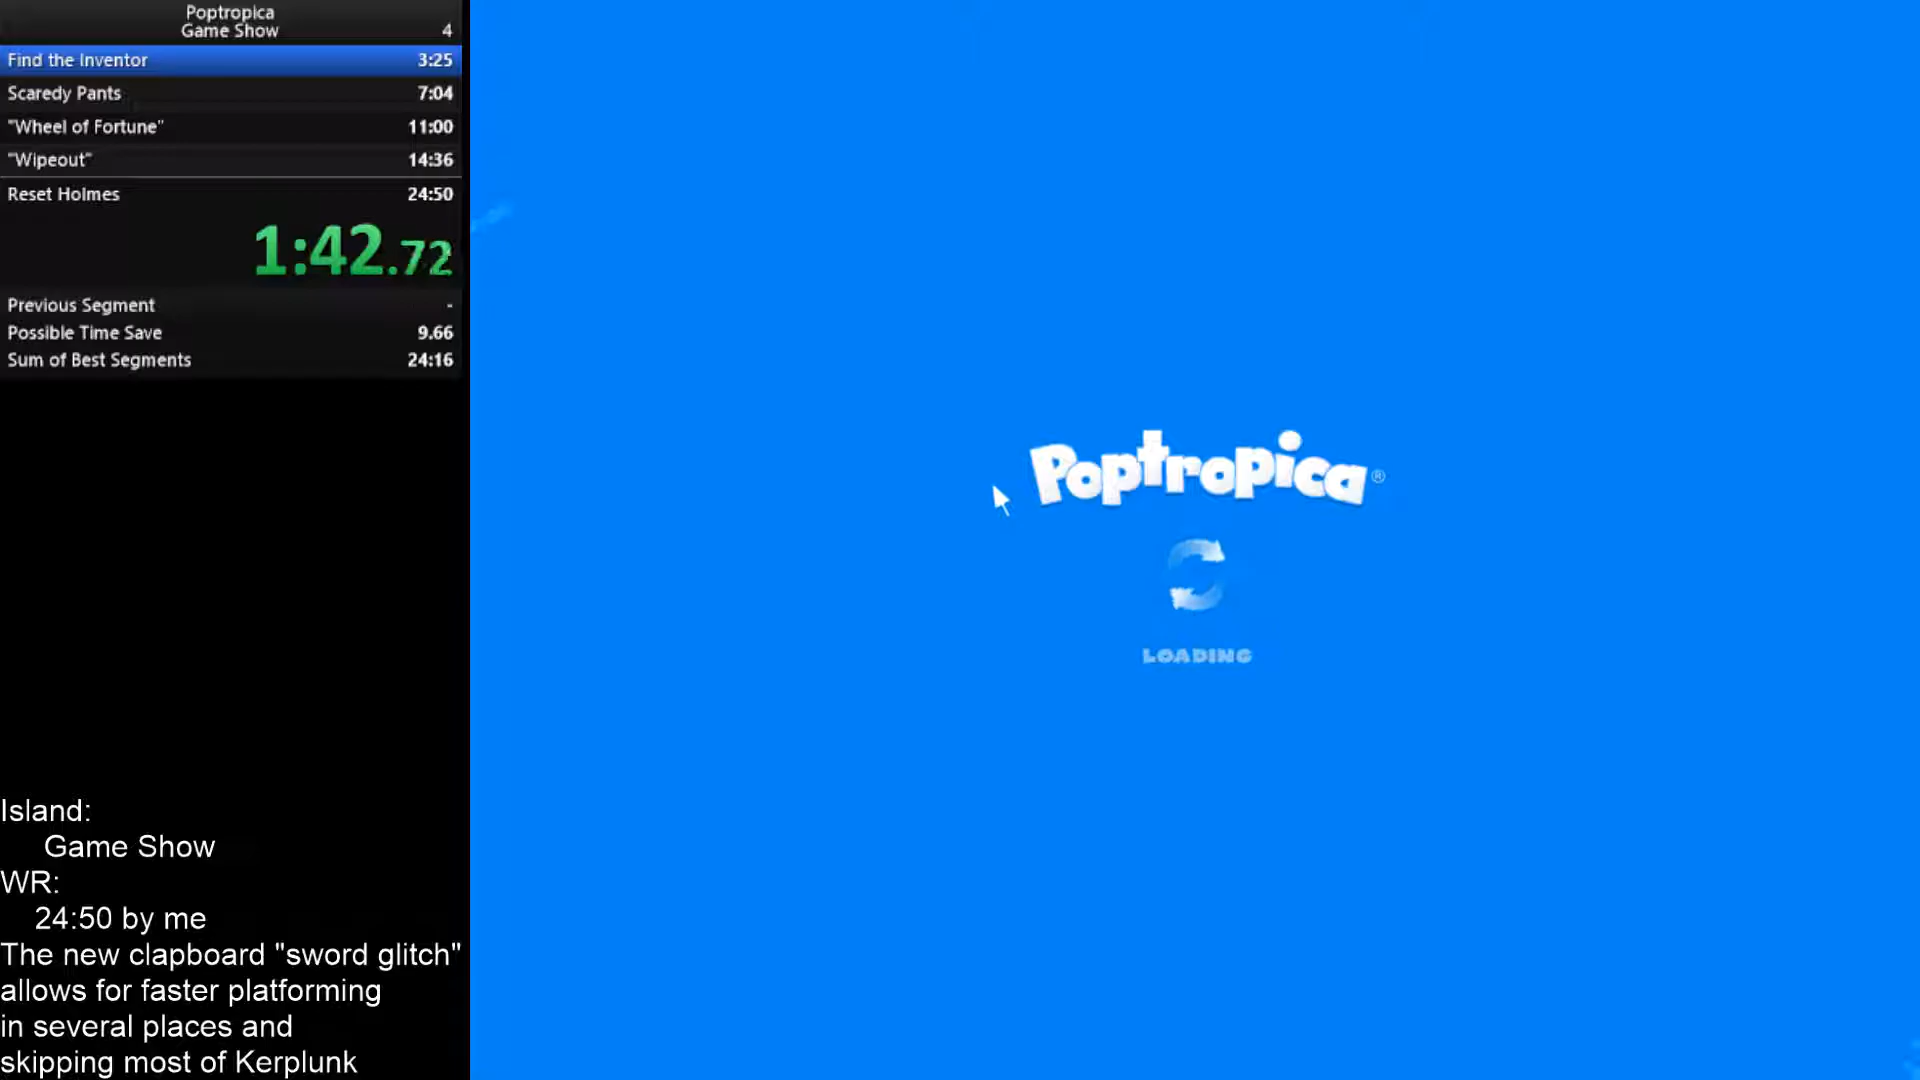 Poptropica
Game Show 4
Find the Inventor 3:25
Scaredy Pants 7:04
"Wheel of Fortune" 11:00
"Wipeout" 14:36
Reset Holmes 24:50
1:42.72
Previous Segment -
Possible Time Save 9.66
Sum of Best Segments 24:16
Poptropica®
LOADING
Island:
Game Show
WR:
24:50 by me
The new clapboard "sword glitch"
allows for faster platforming
in several places and
skipping most of Kerplunk